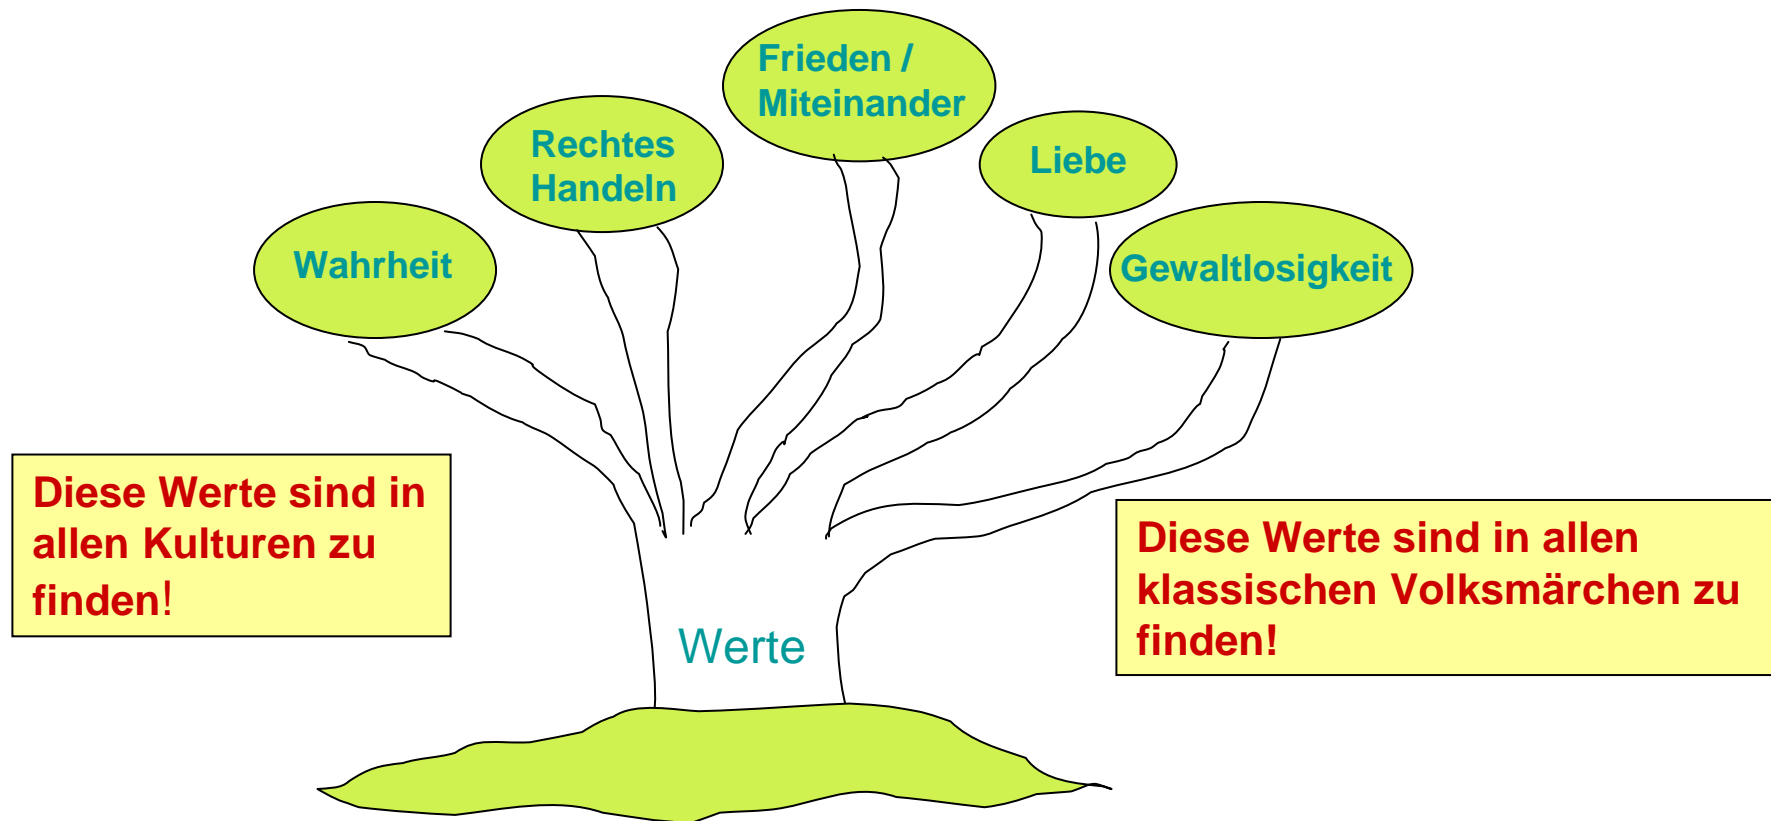 Frieden /
Miteinander
Rechtes
Handeln
Liebe
Wahrheit
Gewaltlosigkeit
Diese Werte sind in
allen Kulturen zu
finden!
Diese Werte sind in allen
klassischen Volksmärchen zu
finden!
Werte